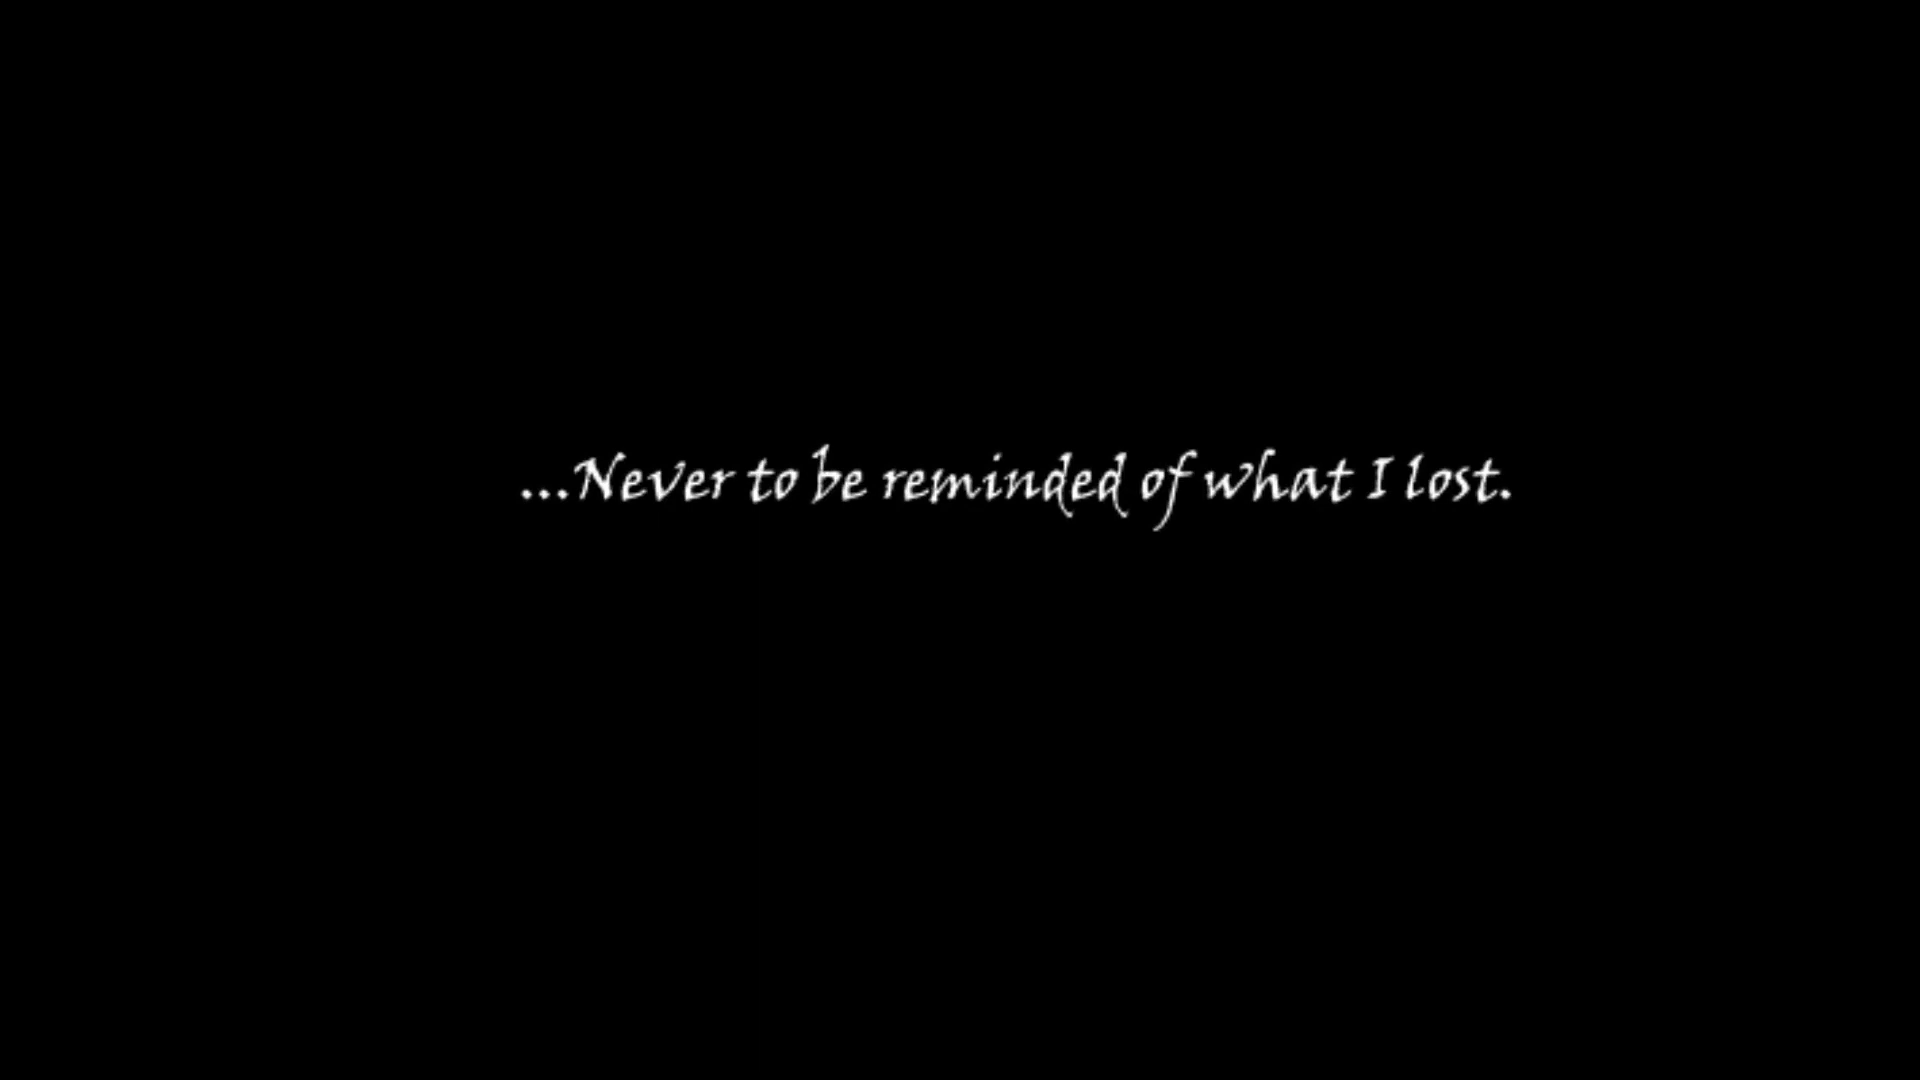 ...Never to be reminded of what I lost.